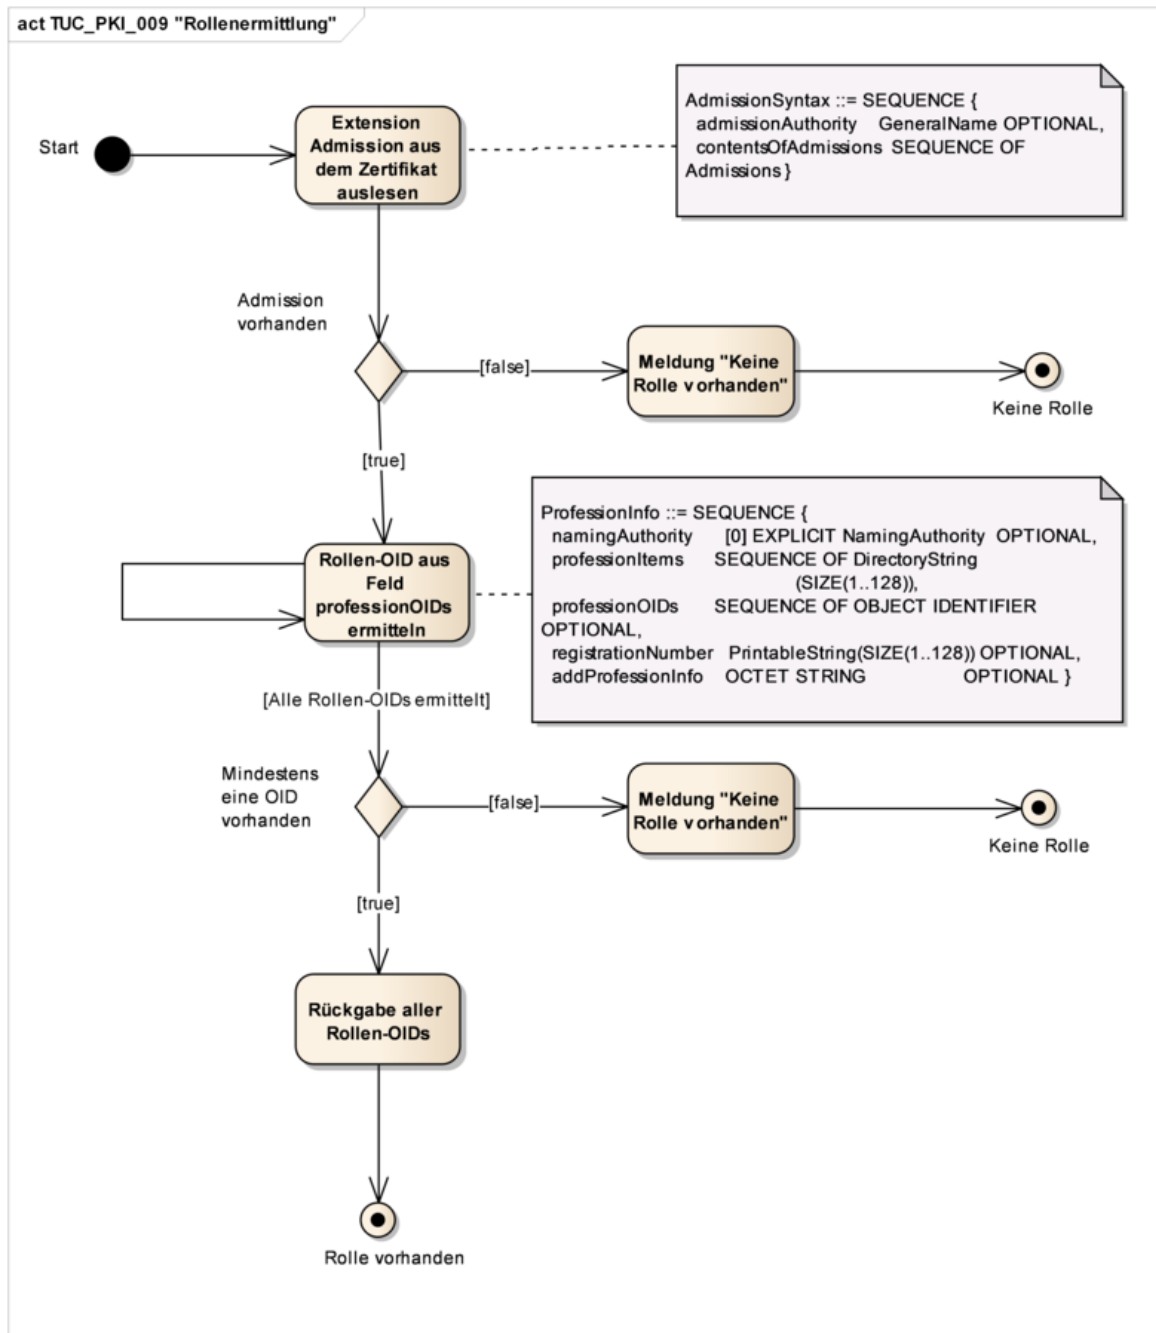 act TUC_PKI_009 "Rollenermittlung"
Start
Extension
Admission aus
dem Zertifikat
auslesen
AdmissionSyntax ::= SEQUENCE {
admissionAuthority GeneralName OPTIONAL,
contentsOfAdmissions SEQUENCE OF
Admissions }
Admission
vorhanden
[false]
Meldung "Keine
Rolle vorhanden"
Keine Rolle
[true]
Rollen-OID aus
Feld
professionOIDs
ermitteln
ProfessionInfo ::= SEQUENCE {
namingAuthority [0] EXPLICIT NamingAuthority OPTIONAL,
professionItems SEQUENCE OF DirectoryString
(SIZE(1..128)),
professionOIDs SEQUENCE OF OBJECT IDENTIFIER
OPTIONAL,
registrationNumber PrintableString(SIZE(1..128)) OPTIONAL,
addProfessionInfo OCTET STRING OPTIONAL }
[Alle Rollen-OIDs ermittelt]
Mindestens
eine OID
vorhanden
[false]
Meldung "Keine
Rolle vorhanden"
Keine Rolle
[true]
Rückgabe aller
Rollen-OIDs
Rolle vorhanden